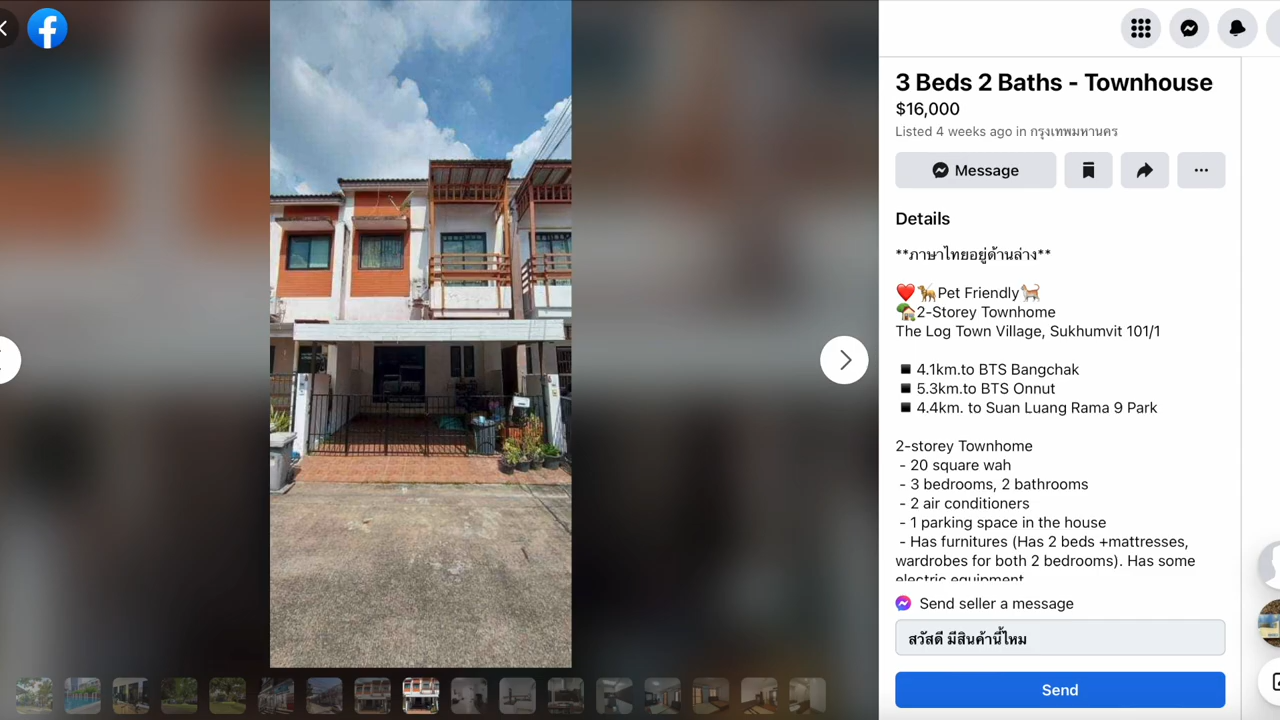 3 Beds 2 Baths - Townhouse
$16,000
Listed 4 weeks ago in กรุงเทพมหานคร
Message
Details
**ภาษาไทยอยู่ด้านล่าง**
❤️🐕Pet Friendly🐈
🏡2-Storey Townhome
The Log Town Village, Sukhumvit 101/1
◾ 4.1km.to BTS Bangchak
◾ 5.3km.to BTS Onnut
◾ 4.4km. to Suan Luang Rama 9 Park
2-storey Townhome
- 20 square wah
- 3 bedrooms, 2 bathrooms
- 2 air conditioners
- 1 parking space in the house
- Has furnitures (Has 2 beds +mattresses,
wardrobes for both 2 bedrooms). Has some
electric equipment
Send seller a message
สวัสดี มีสินค้านี้ไหม
Send